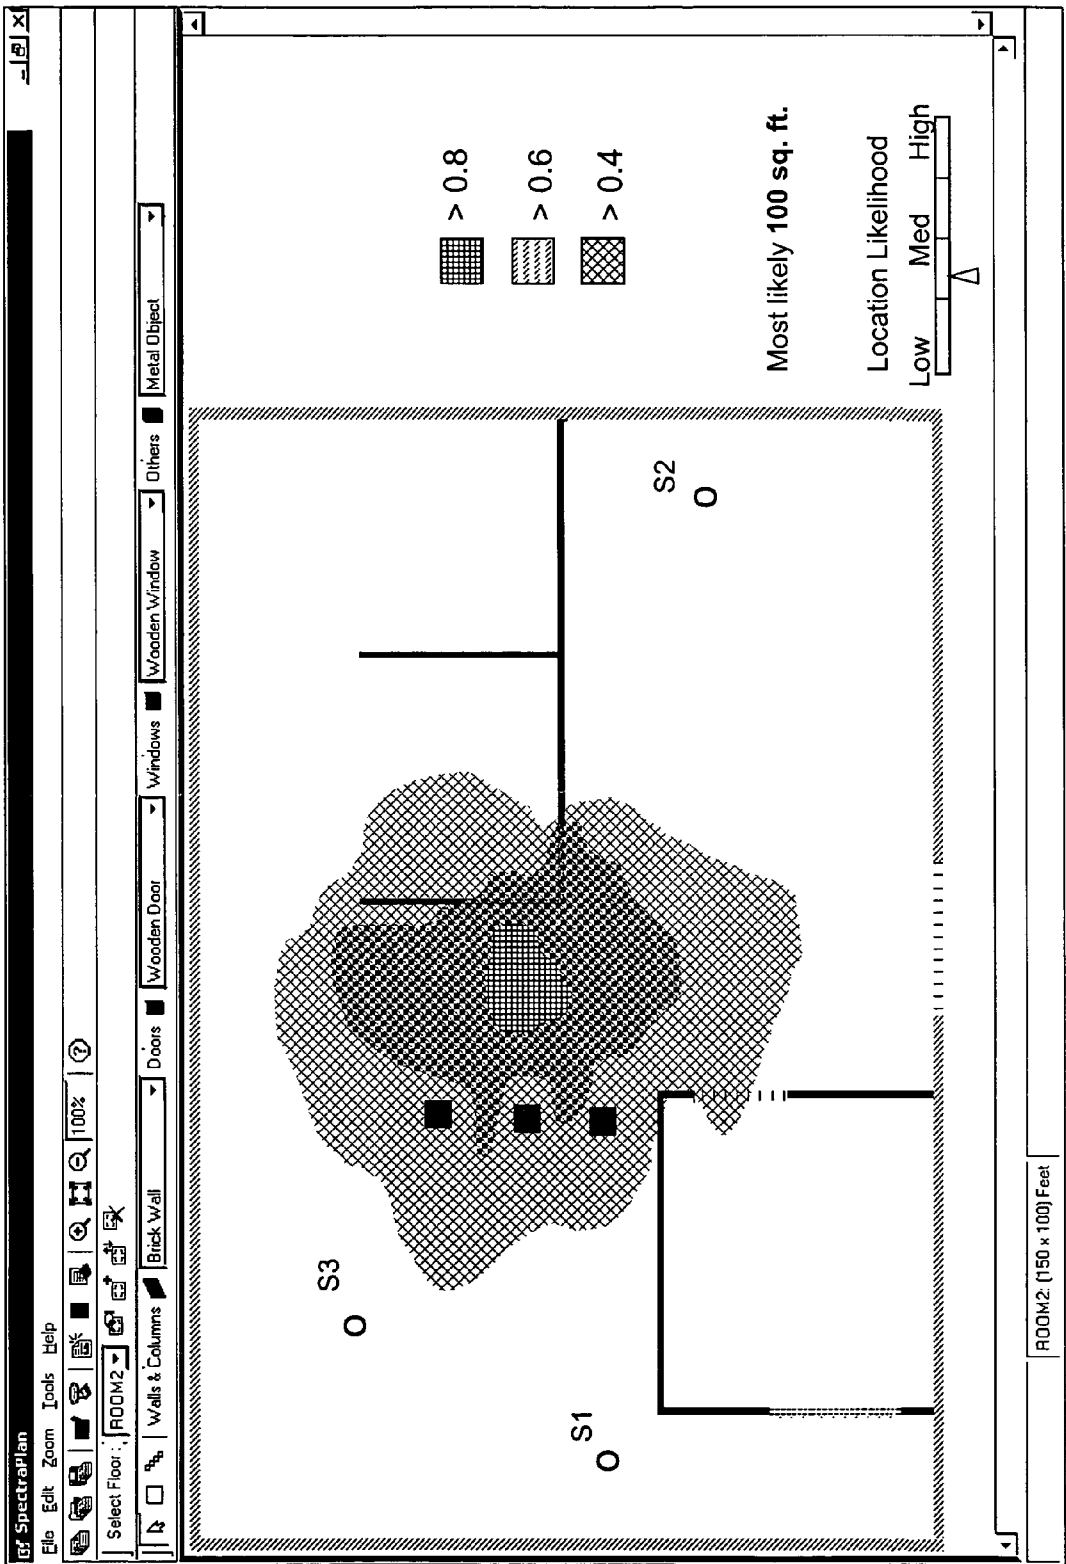 SpectraPlan
File Edit Zoom Tools Help
100%
Select Floor: ROOM2
Walls & Columns Brick Wall Doors Wooden Door Windows Wooden Window Others Metal Object
S3
S1
S2
> 0.8
> 0.6
> 0.4
Most likely 100 sq. ft.
Location Likelihood
Low Med High
ROOM2: (150 x 100) Feet